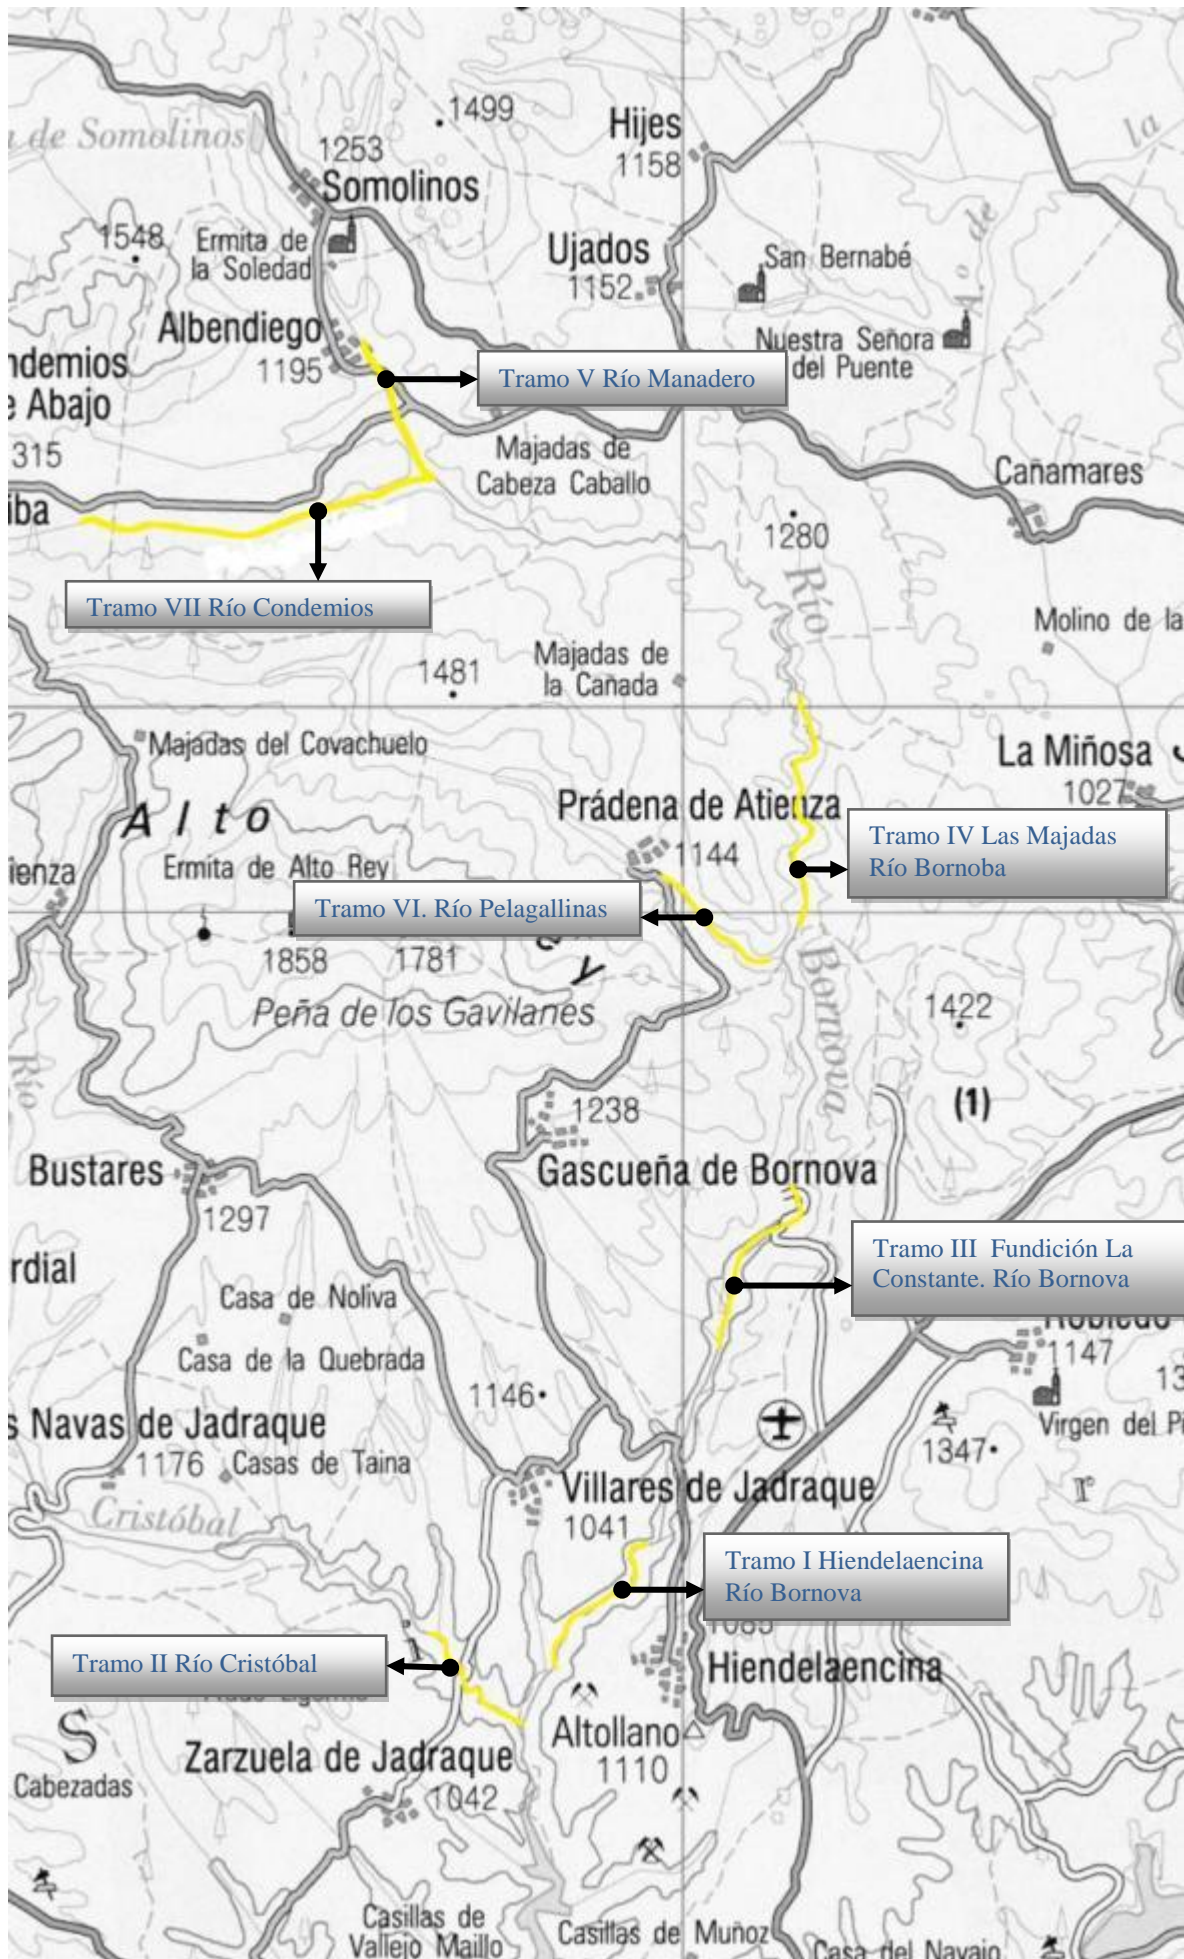 1499
Hijes
1158
la
de Somolinos
1253
Somolinos
A.o de
1548
Ermita de
la Soledad
Ujados
1152
San Bernabé
Albendiego
1195
Nuestra Señora
del Puente
ndemios
e Abajo
315
Tramo V Río Manadero
Majadas de
Cabeza Caballo
Cañamares
iba
1280
Río
Tramo VII Río Condemios
Molino de la
Majadas de
la Canada
1481
Majadas del Covachuelo
La Miñosa
1027
Alto
Prádena de Atienza
1144
Tramo IV Las Majadas
Río Bornoba
ienza
Ermita de Alto Rey
Tramo VI. Río Pelagallinas
1858
1781
Peña de los Gavilanes
Bornova
1422
Río
(1)
1238
Bustares
1297
Gascueña de Bornova
rdial
Tramo III Fundición La
Constante. Río Bornova
Casa de Noliva
Casa de la Quebrada
1147
1146
Virgen del Pi
s Navas de Jadraque
1176
Casas de Taina
1347
r
Cristóbal
Villares de Jadraque
1041
Tramo I Hiendelaencina
Río Bornova
1085
Tramo II Río Cristóbal
Hiendelaencina
S
Cabezadas
Zarzuela de Jadraque
1042
Altollano
1110
Casillas de
Vallejo Maillo
Casillas de Muñoz
Casa del Navajo